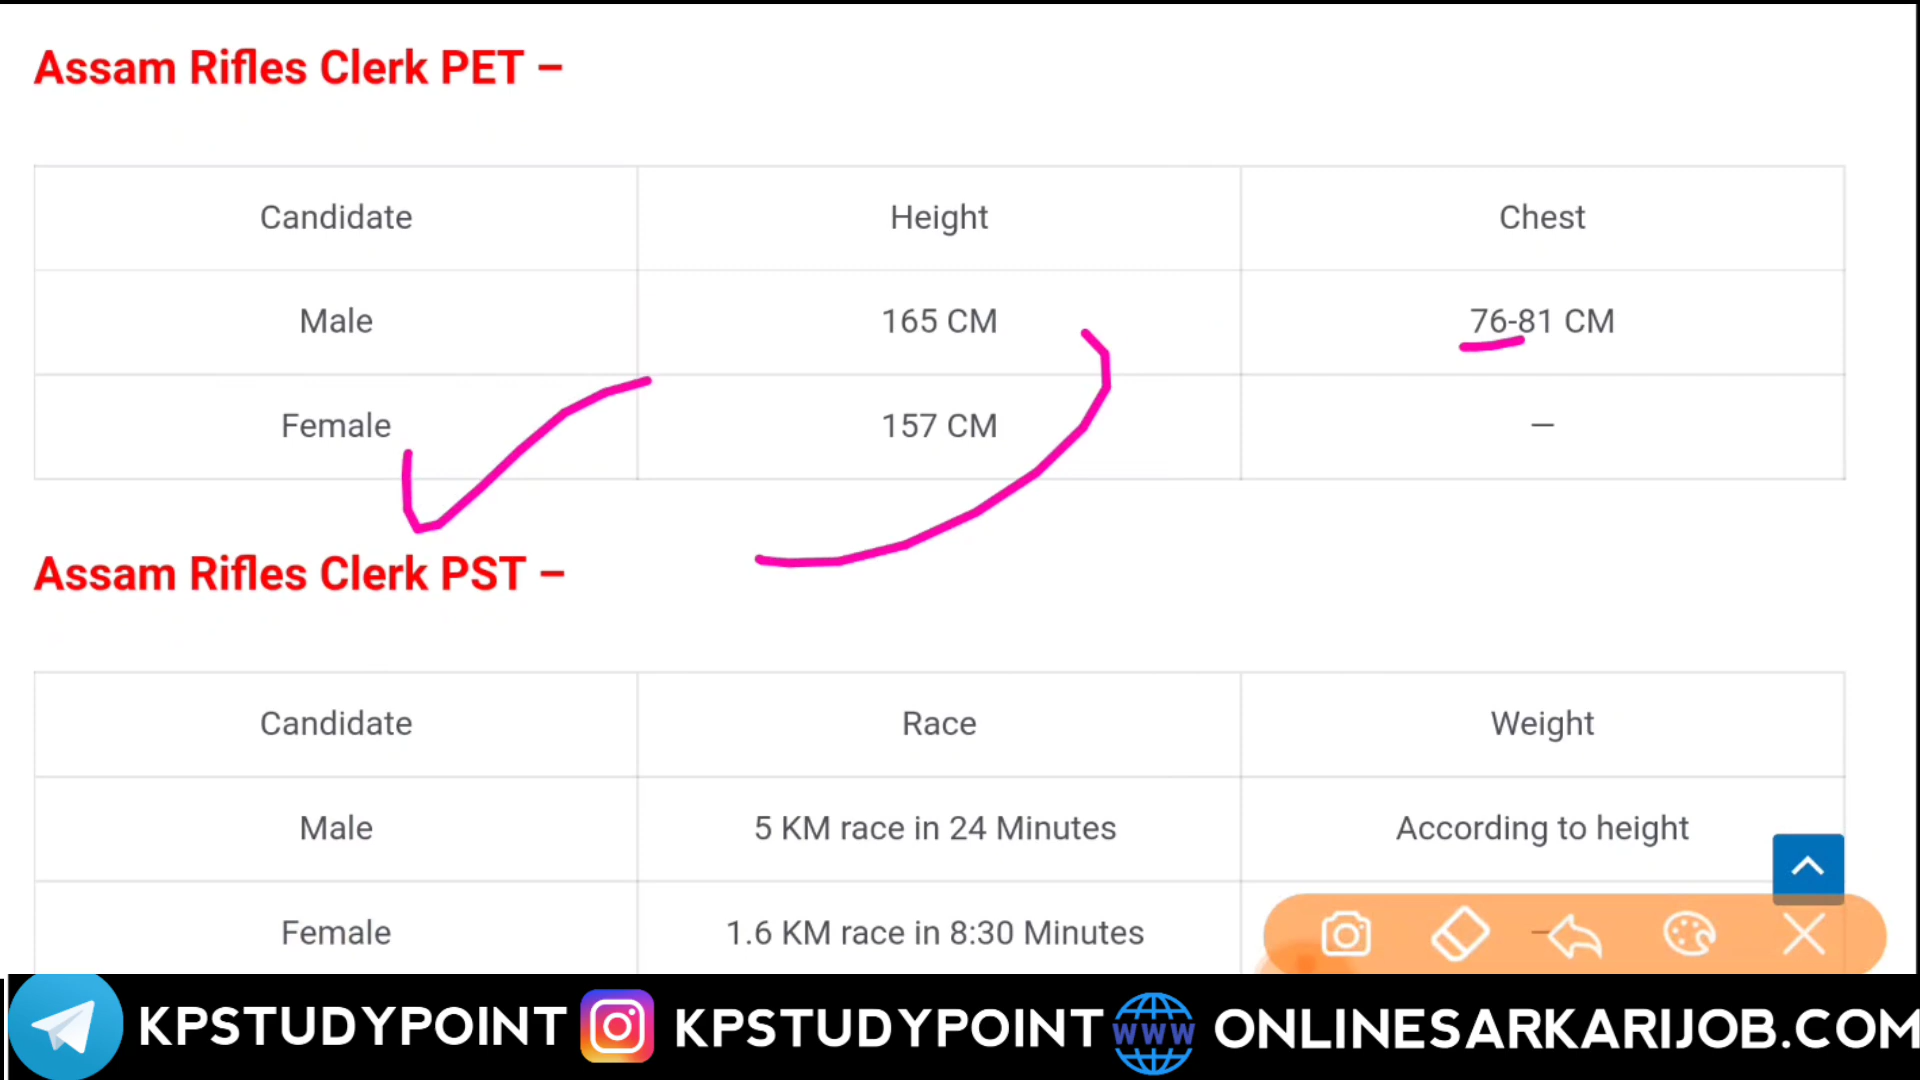 Assam Rifles Clerk PET –
Candidate Height Chest
Male 165 CM 76-81 CM
Female 157 CM —
Assam Rifles Clerk PST –
Candidate Race Weight
Male 5 KM race in 24 Minutes According to height
Female 1.6 KM race in 8:30 Minutes —
KPSTUDYPOINT KPSTUDYPOINT WWW ONLINESARKARIJOB.COM